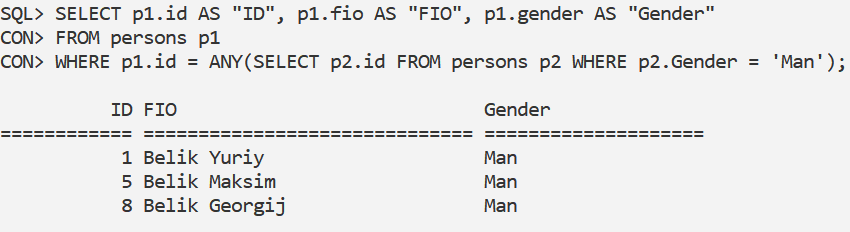 SQL> SELECT p1.id AS "ID", p1.fio AS "FIO", p1.gender AS "Gender"
CON> FROM persons p1
CON> WHERE p1.id = ANY(SELECT p2.id FROM persons p2 WHERE p2.Gender = 'Man');
ID FIO Gender
============ ============================== ====================
1 Belik Yuriy Man
5 Belik Maksim Man
8 Belik Georgij Man